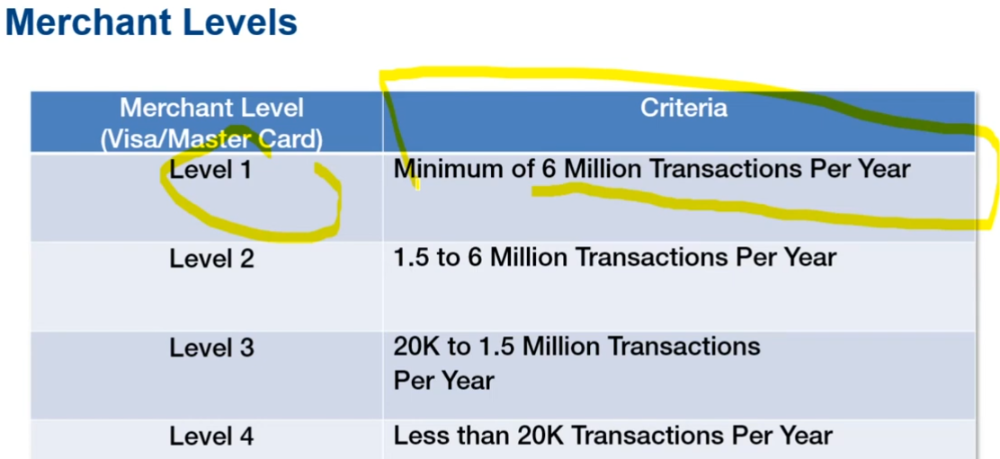 Merchant Levels
Merchant Level
(Visa/Master Card)
Criteria
Level 1
Minimum of 6 Million Transactions Per Year
Level 2
1.5 to 6 Million Transactions Per Year
Level 3
20K to 1.5 Million Transactions
Per Year
Level 4
Less than 20K Transactions Per Year